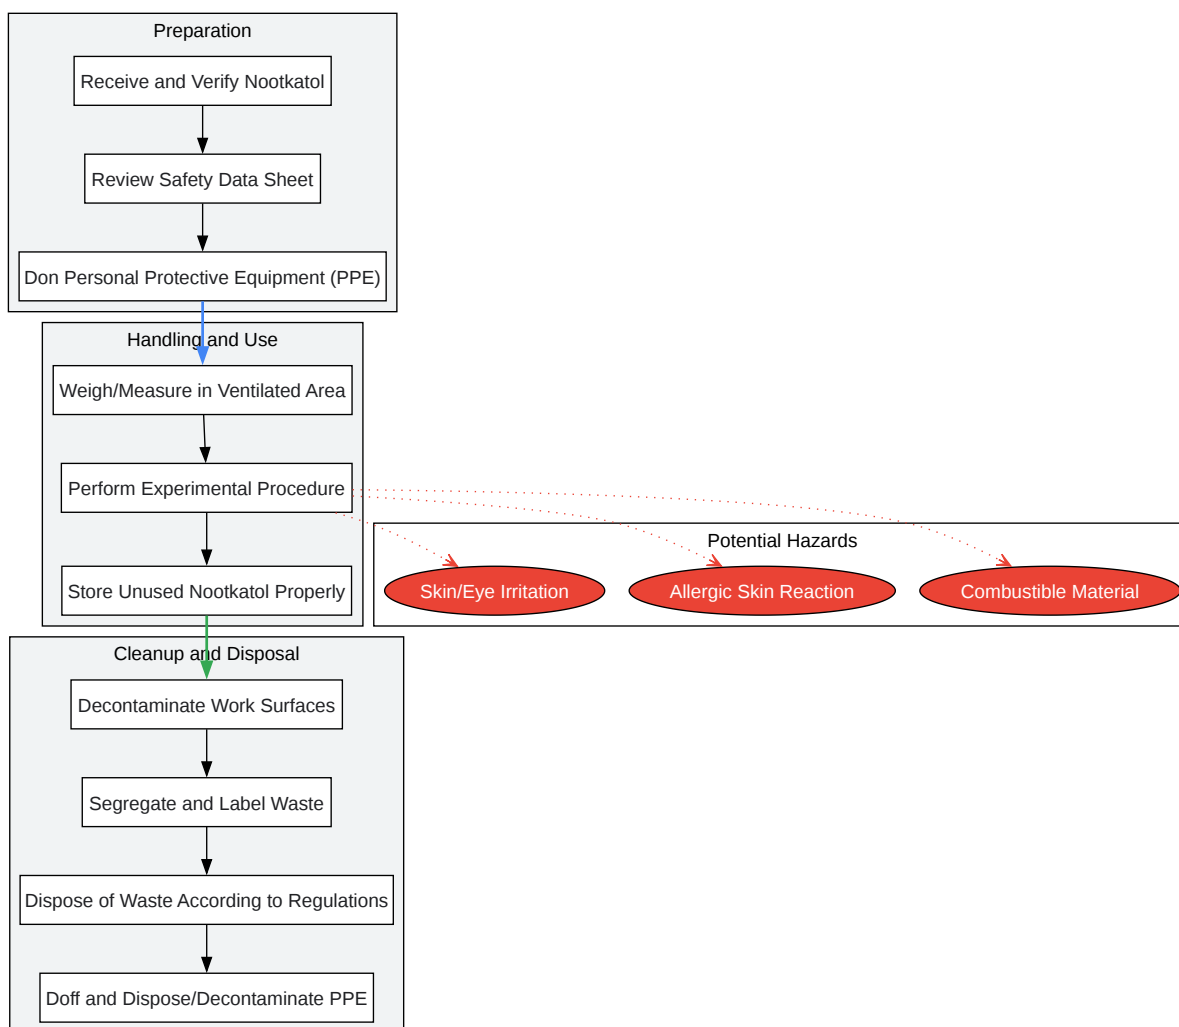 Preparation
Receive and Verify Nootkatol
Review Safety Data Sheet
Don Personal Protective Equipment (PPE)
Handling and Use
Weigh/Measure in Ventilated Area
Perform Experimental Procedure
Store Unused Nootkatol Properly
Potential Hazards
Skin/Eye Irritation
Allergic Skin Reaction
Combustible Material
Cleanup and Disposal
Decontaminate Work Surfaces
Segregate and Label Waste
Dispose of Waste According to Regulations
Doff and Dispose/Decontaminate PPE